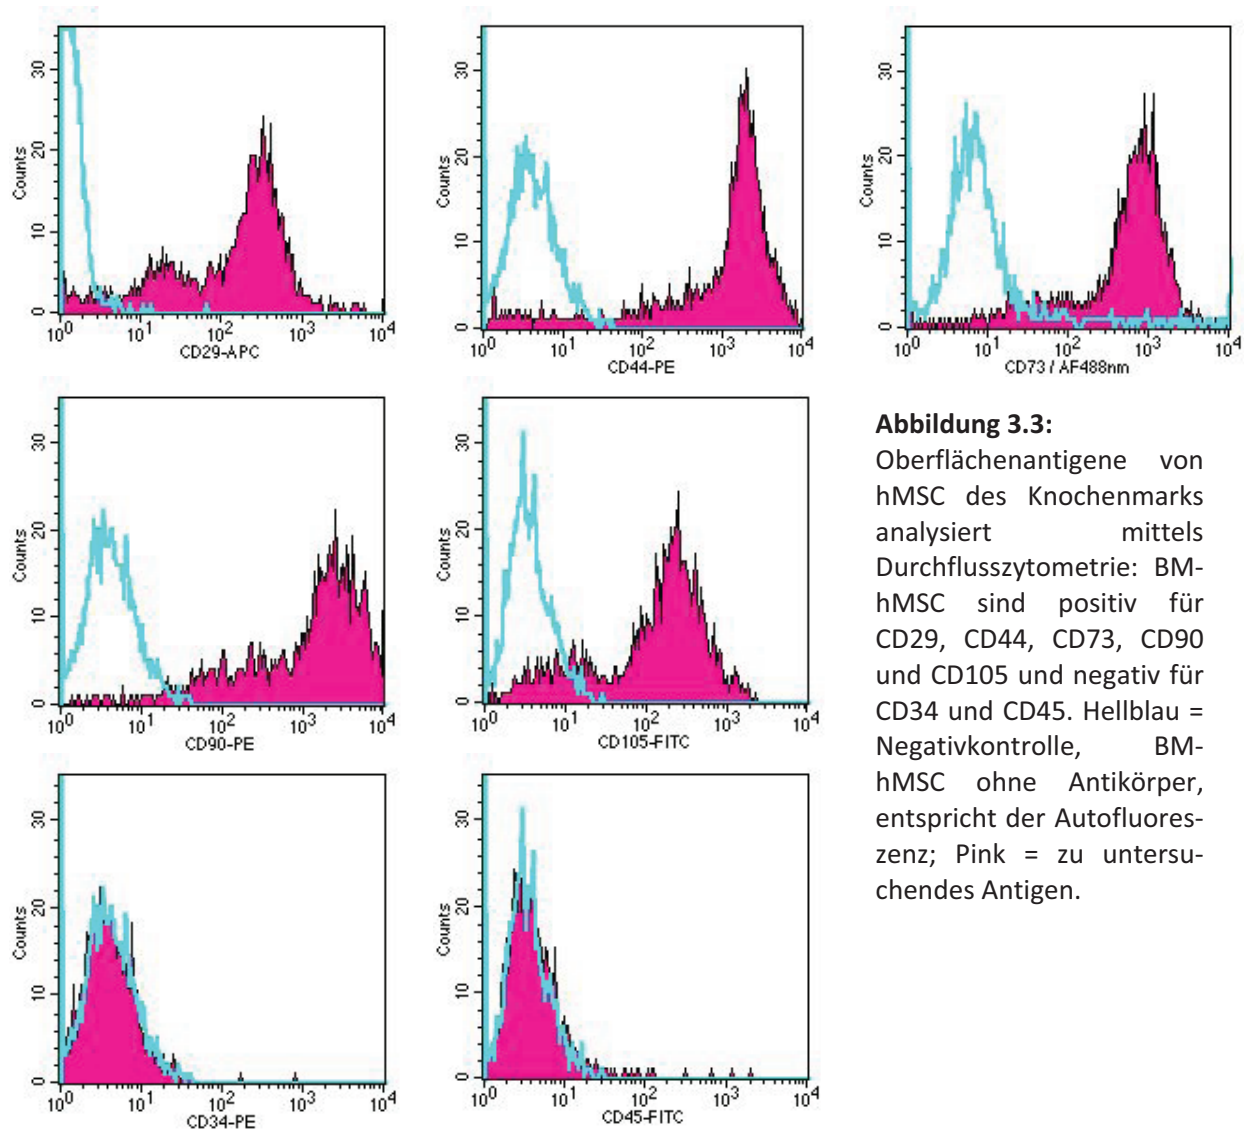 30
20
10
0
Counts
10^0 10^1 10^2 10^3 10^4
CD29-APC
30
20
10
0
Counts
10^0 10^1 10^2 10^3 10^4
CD44-PE
30
20
10
0
Counts
10^0 10^1 10^2 10^3 10^4
CD73 / AF488nm
30
20
10
0
Counts
10^0 10^1 10^2 10^3 10^4
CD90-PE
30
20
10
0
Counts
10^0 10^1 10^2 10^3 10^4
CD105-FITC
Abbildung 3.3:
Oberflächenantigene von
hMSC des Knochenmarks
analysiert mittels
Durchflusszytometrie: BM-
hMSC sind positiv für
CD29, CD44, CD73, CD90
und CD105 und negativ für
CD34 und CD45. Hellblau =
Negativkontrolle, BM-
hMSC ohne Antikörper,
entspricht der Autofluores-
zenz; Pink = zu untersu-
chendes Antigen.
30
20
10
0
Counts
10^0 10^1 10^2 10^3 10^4
CD34-PE
30
20
10
0
Counts
10^0 10^1 10^2 10^3 10^4
CD45-FITC